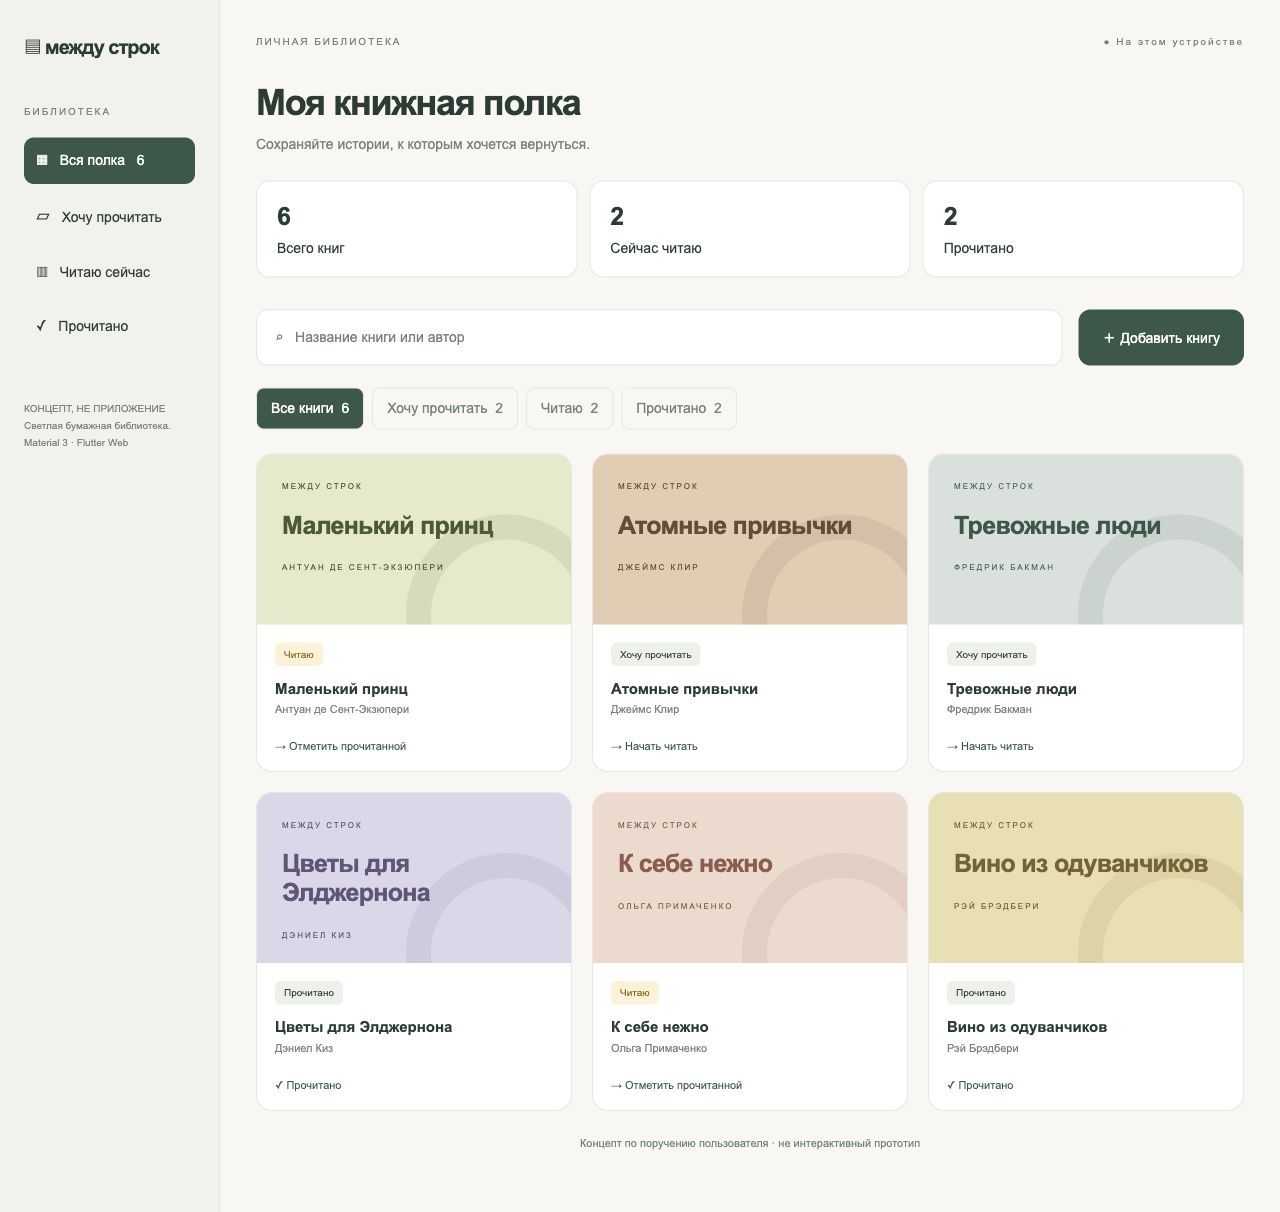 между строк
БИБЛИОТЕКА
Вся полка 6
Хочу прочитать
Читаю сейчас
✓ Прочитано
КОНЦЕПТ, НЕ ПРИЛОЖЕНИЕ
Светлая бумажная библиотека.
Material 3 · Flutter Web
ЛИЧНАЯ БИБЛИОТЕКА
● На этом устройстве
Моя книжная полка
Сохраняйте истории, к которым хочется вернуться.
6
Всего книг
2
Сейчас читаю
2
Прочитано
Название книги или автор
+ Добавить книгу
Все книги 6
Хочу прочитать 2
Читаю 2
Прочитано 2
МЕЖДУ СТРОК
Маленький принц
АНТУАН ДЕ СЕНТ-ЭКЗЮПЕРИ
Читаю
Маленький принц
Антуан де Сент-Экзюпери
→ Отметить прочитанной
МЕЖДУ СТРОК
Атомные привычки
ДЖЕЙМС КЛИР
Хочу прочитать
Атомные привычки
Джеймс Клир
→ Начать читать
МЕЖДУ СТРОК
Тревожные люди
ФРЕДРИК БАКМАН
Хочу прочитать
Тревожные люди
Фредрик Бакман
→ Начать читать
МЕЖДУ СТРОК
Цветы для
Элджернона
ДЭНИЕЛ КИЗ
Прочитано
Цветы для Элджернона
Дэниел Киз
✓ Прочитано
МЕЖДУ СТРОК
К себе нежно
ОЛЬГА ПРИМАЧЕНКО
Читаю
К себе нежно
Ольга Примаченко
→ Отметить прочитанной
МЕЖДУ СТРОК
Вино из одуванчиков
РЭЙ БРЭДБЕРИ
Прочитано
Вино из одуванчиков
Рэй Брэдбери
✓ Прочитано
Концепт по поручению пользователя · не интерактивный прототип